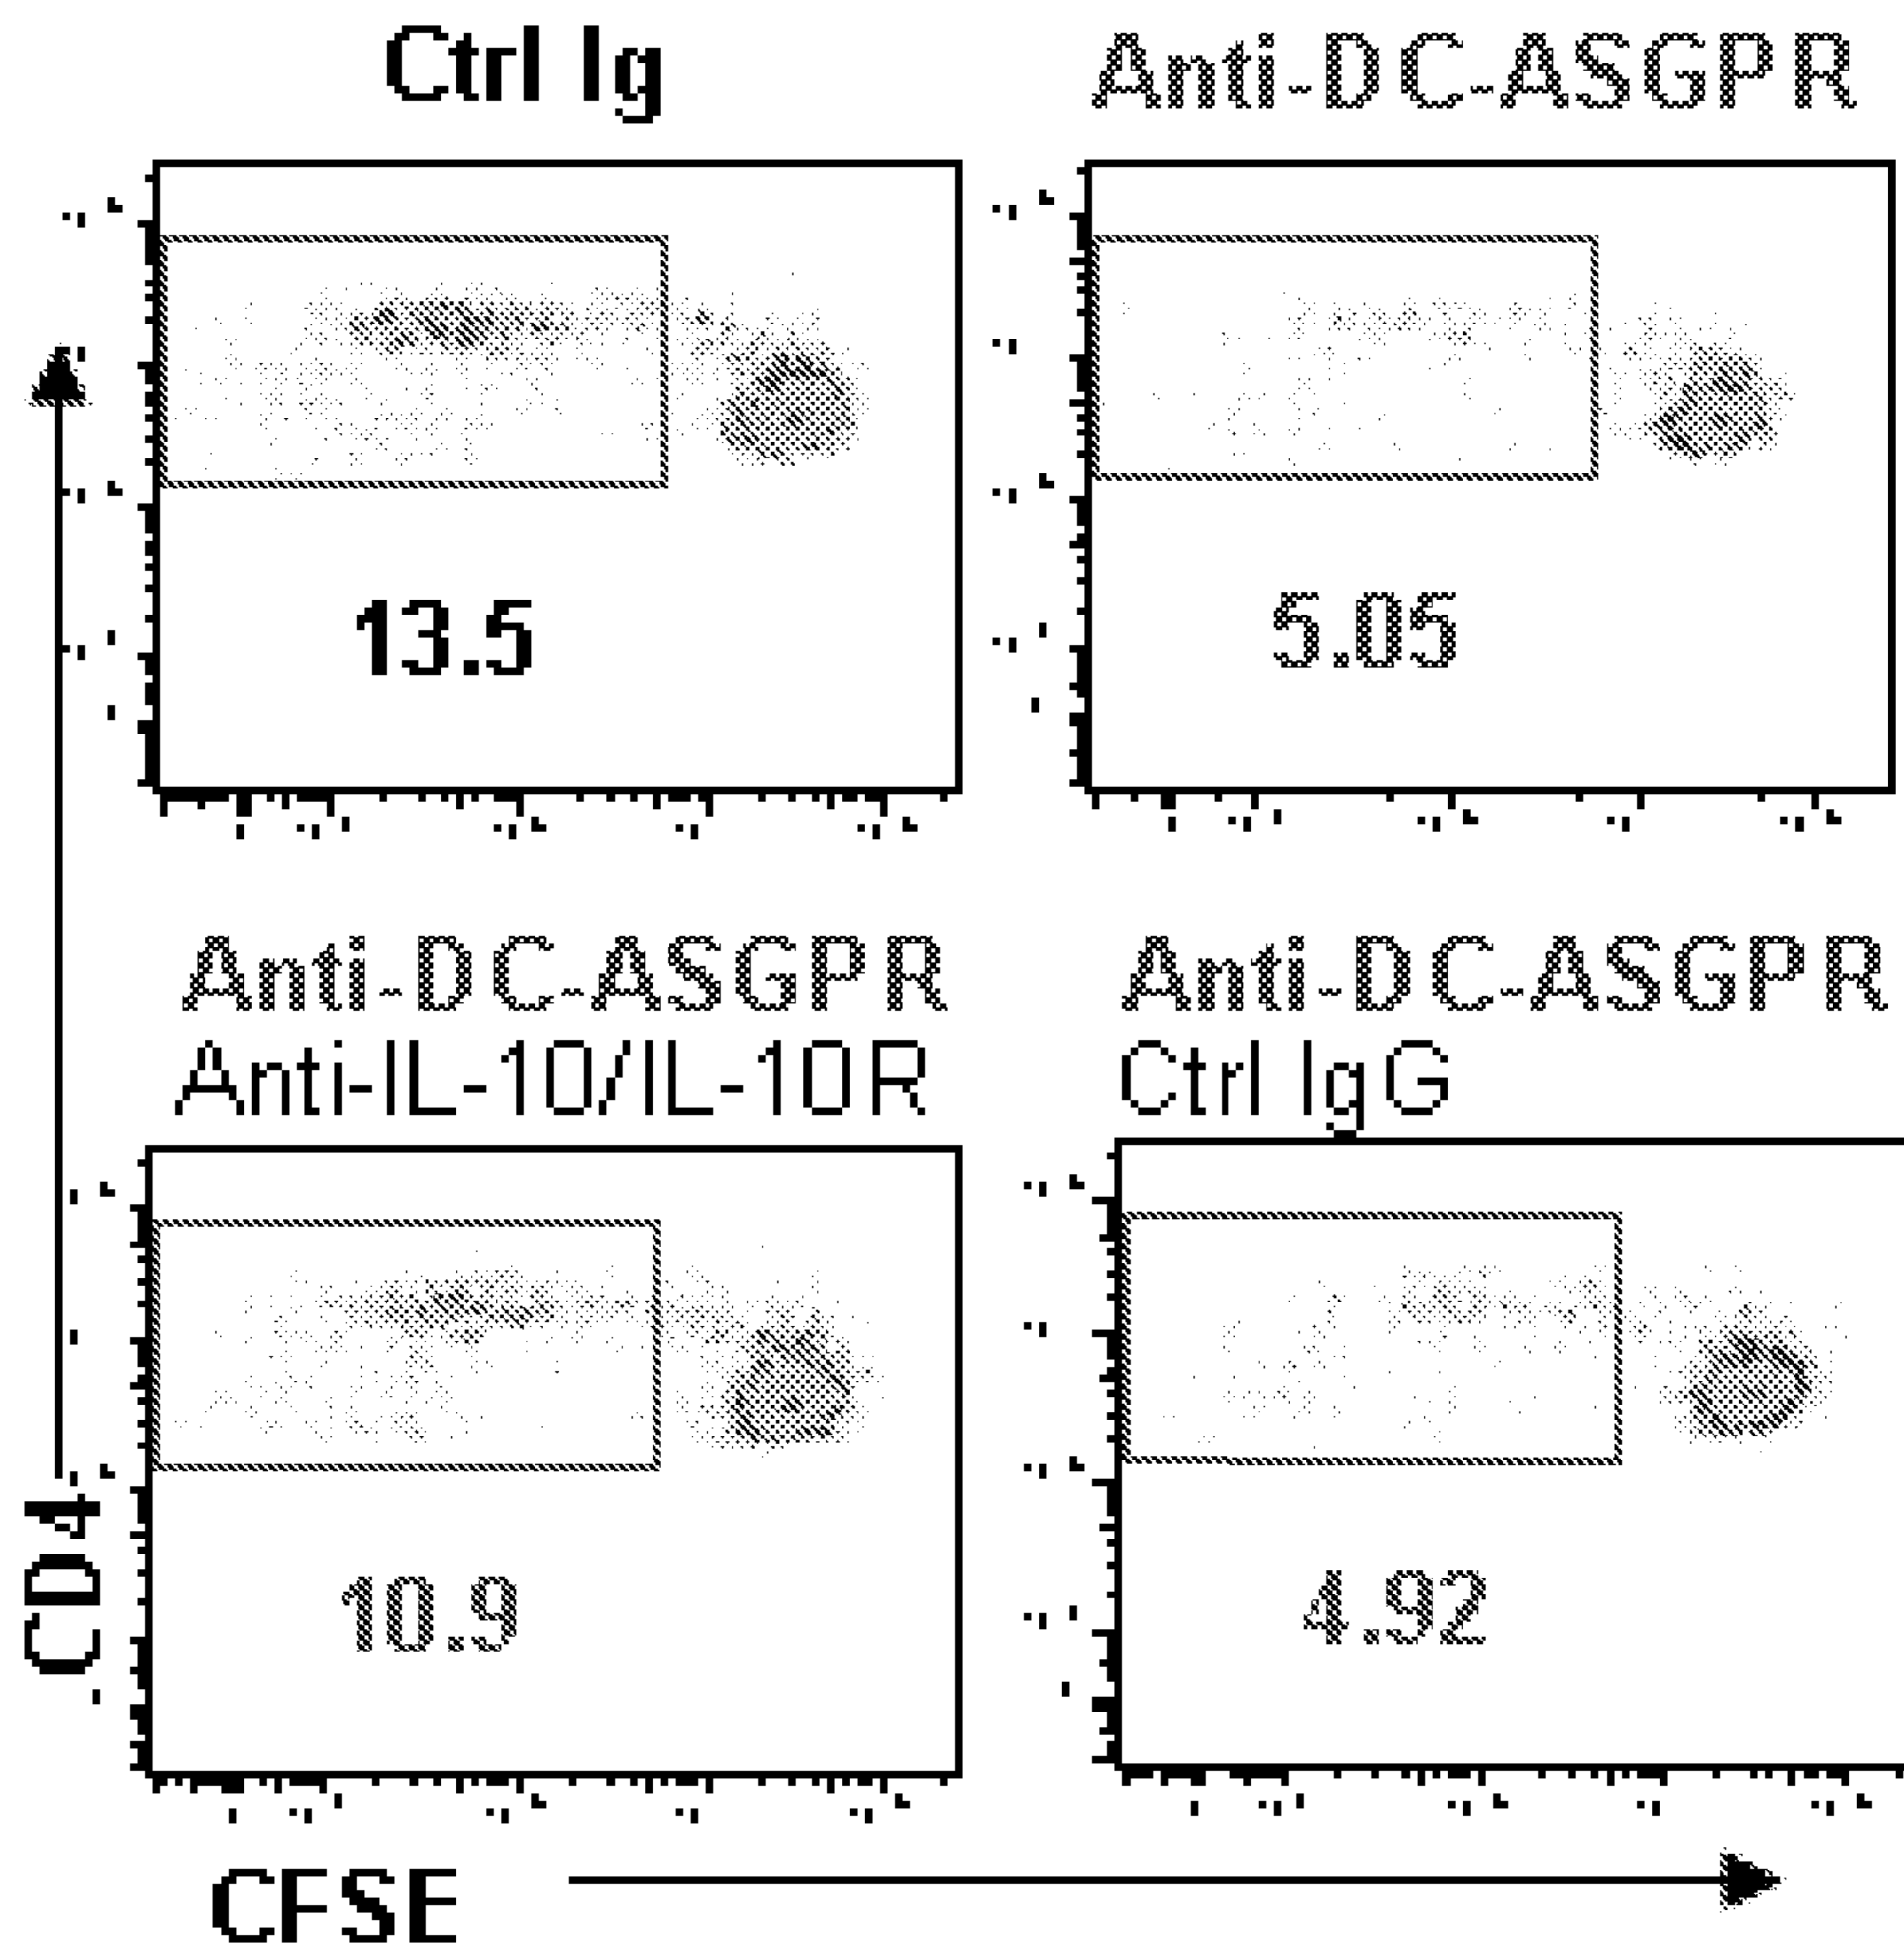 Ctrl Ig
Anti-DC-ASGPR
13.5
5.05
Anti-DC-ASGPR
Anti-IL-10/IL-10R
Anti-DC-ASGPR
Ctrl IgG
10.9
4.92
CD4
CFSE